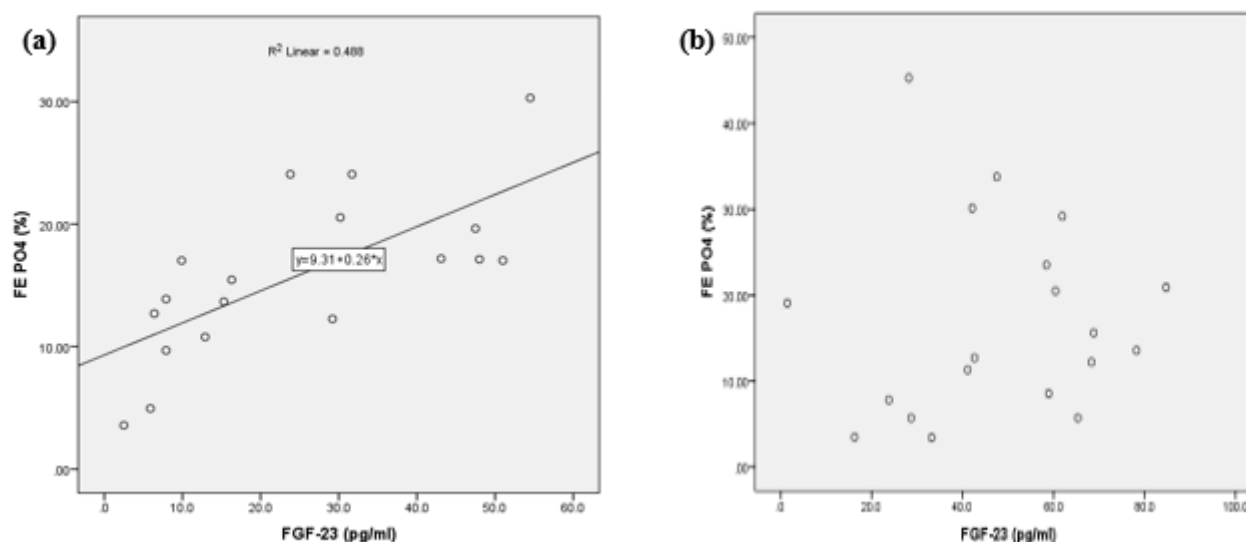 (a)
R² Linear = 0.488
30.00
20.00
10.00
.00
FE PO4 (%)
y=9.31+0.26*x
.0 10.0 20.0 30.0 40.0 50.0 60.0
FGF-23 (pg/ml)
(b)
50.00
40.00
30.00
20.00
10.00
.00
FE PO4 (%)
.0 20.0 40.0 60.0 80.0 100.0
FGF-23 (pg/ml)